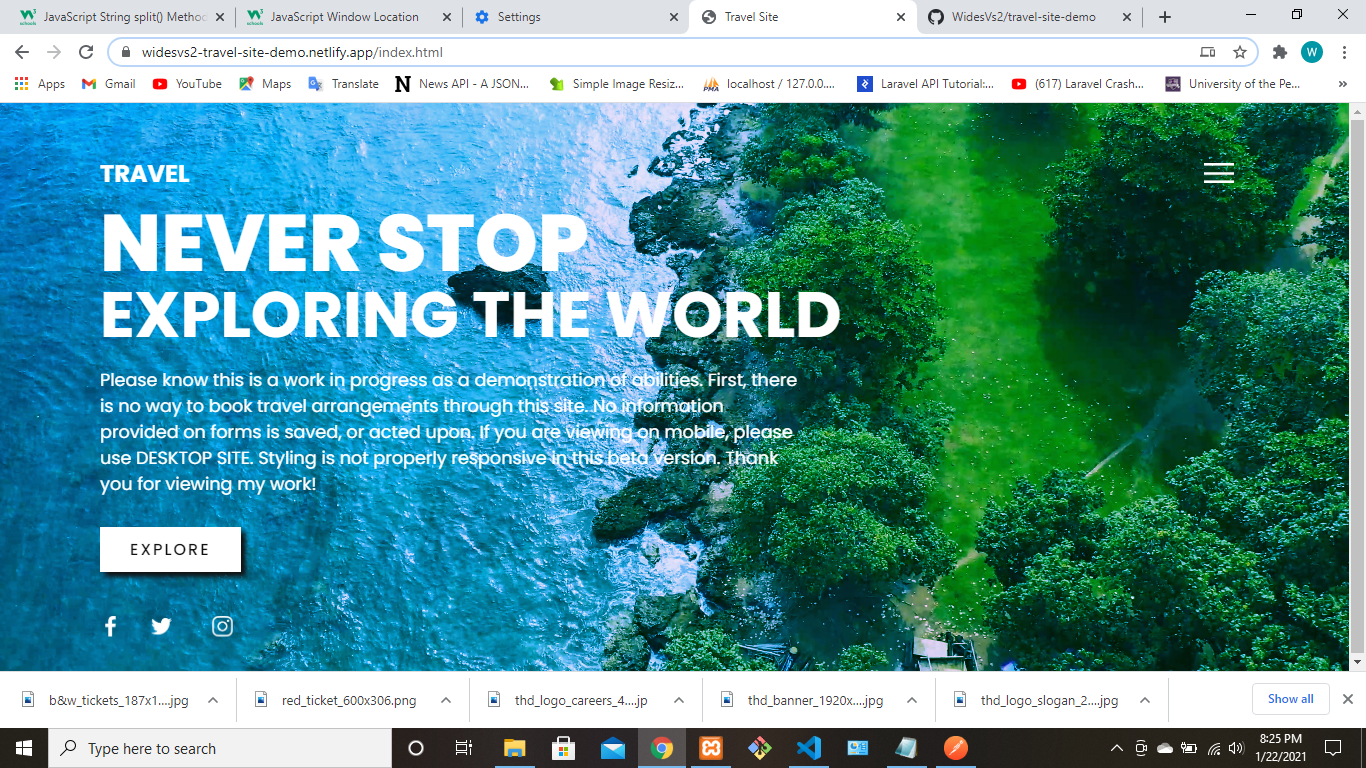 JavaScript String split() Method
JavaScript Window Location
Settings
Travel Site
WidesVs2/travel-site-demo
widesvs2-travel-site-demo.netlify.app/index.html
W
Apps
Gmail
YouTube
Maps
Translate
N
News API - A JSON...
Simple Image Resiz...
localhost / 127.0.0....
Laravel API Tutorial:...
(617) Laravel Crash...
University of the Pe...
TRAVEL
NEVER STOP
EXPLORING THE WORLD
Please know this is a work in progress as a demonstration of abilities. First, there
is no way to book travel arrangements through this site. No information
provided on forms is saved, or acted upon. If you are viewing on mobile, please
use DESKTOP SITE. Styling is not properly responsive in this beta version. Thank
you for viewing my work!
EXPLORE
b&w_tickets_187x1....jpg
red_ticket_600x306.png
thd_logo_careers_4....jp
thd_banner_1920x....jpg
thd_logo_slogan_2....jpg
Show all
Type here to search
8:25 PM
1/22/2021